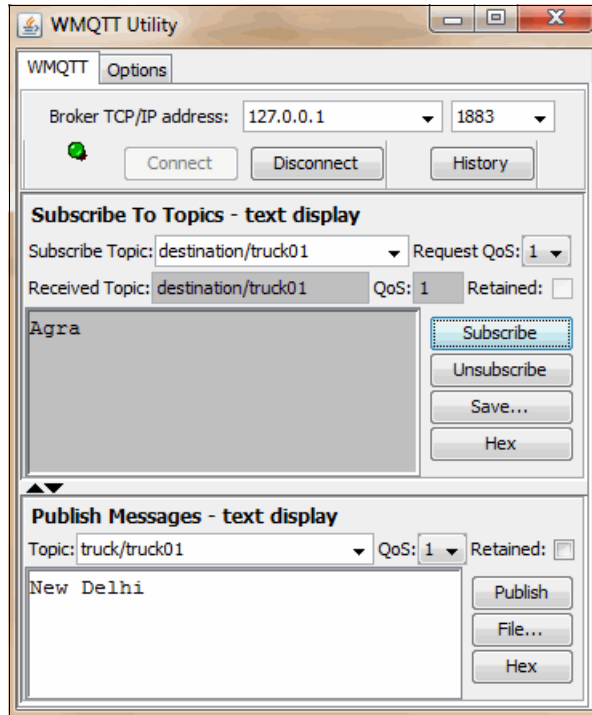 WMQTT Utility
WMQTT Options
Broker TCP/IP address: 127.0.0.1 1883
Connect Disconnect History
Subscribe To Topics - text display
Subscribe Topic: destination/truck01 Request QoS: 1
Received Topic: destination/truck01 QoS: 1 Retained:
Agra
Subscribe
Unsubscribe
Save...
Hex
Publish Messages - text display
Topic: truck/truck01 QoS: 1 Retained:
New Delhi
Publish
File...
Hex